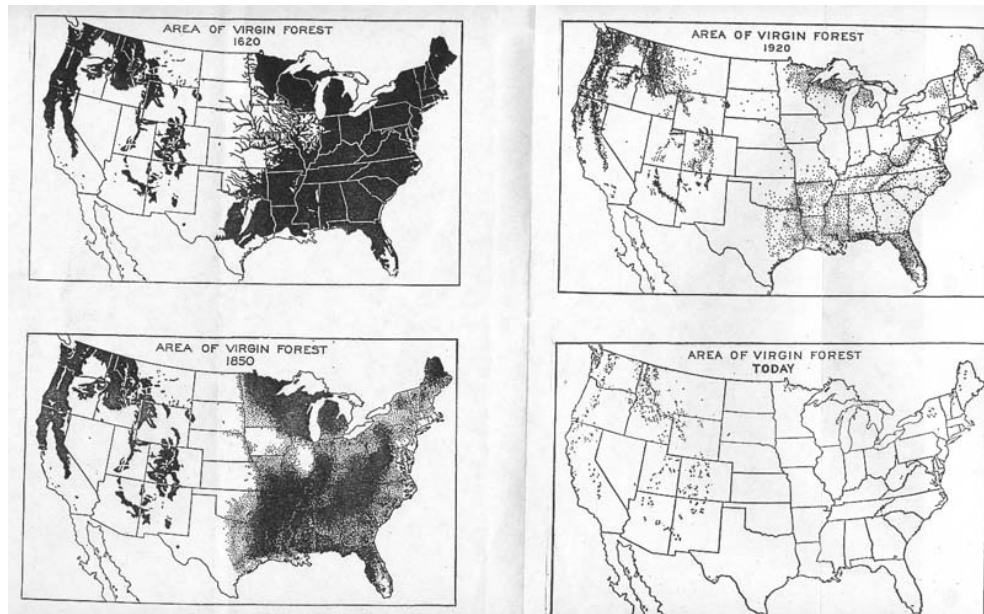 AREA OF VIRGIN FOREST
1620
AREA OF VIRGIN FOREST
1920
AREA OF VIRGIN FOREST
1850
AREA OF VIRGIN FOREST
TODAY